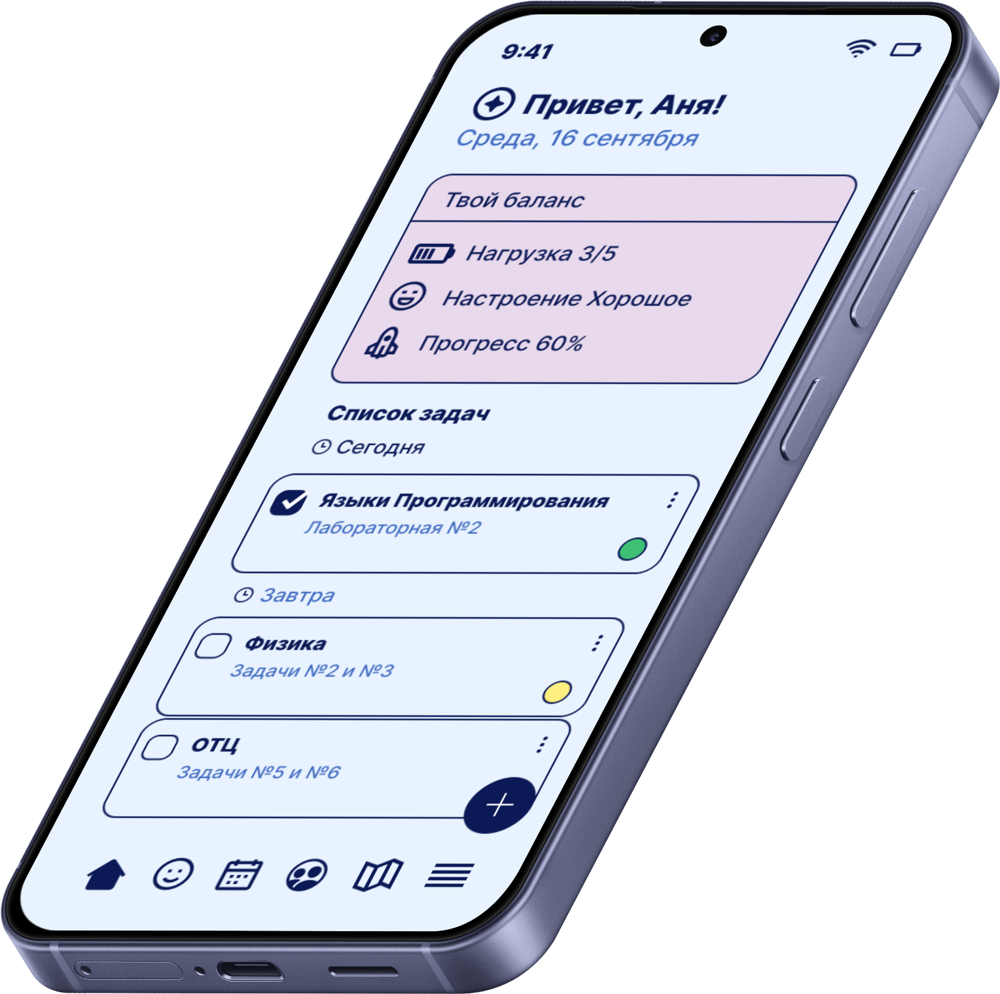 9:41
Привет, Аня!
Среда, 16 сентября
Твой баланс
Нагрузка 3/5
Настроение Хорошое
Прогресс 60%
Список задач
Сегодня
Языки Программирования
Лабораторная №2
Завтра
Физика
Задачи №2 и №3
ОТЦ
Задачи №5 и №6